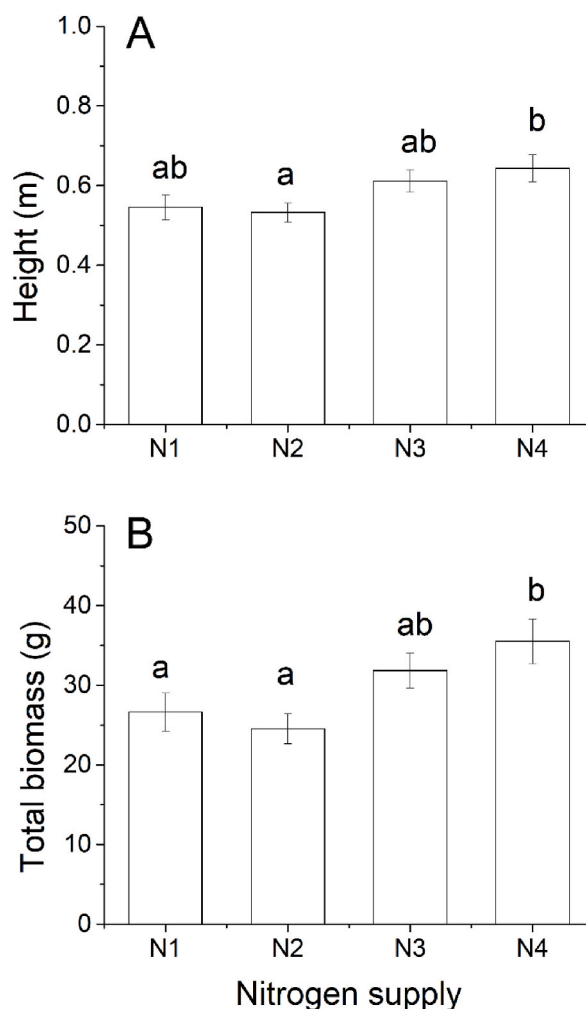 A
1.0
0.8
0.6
0.4
0.2
0.0
Height (m)
ab
a
ab
b
N1 N2 N3 N4
B
50
40
30
20
10
0
Total biomass (g)
a
a
ab
b
N1 N2 N3 N4
Nitrogen supply